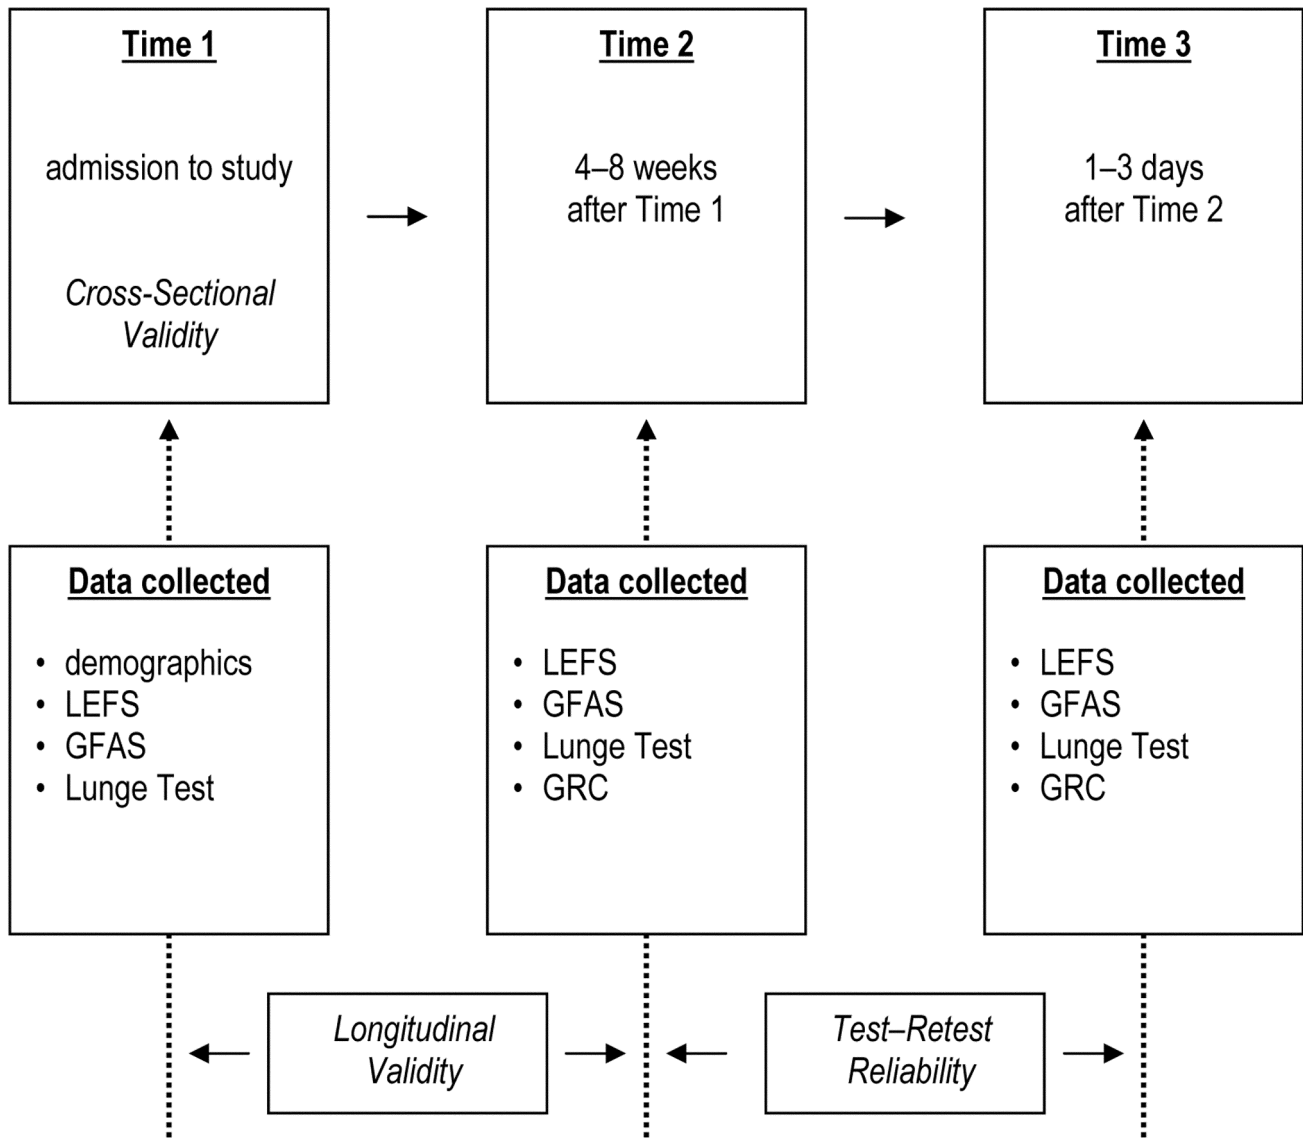 Time 1
admission to study
Cross-Sectional
Validity
Time 2
4–8 weeks
after Time 1
Time 3
1–3 days
after Time 2
Data collected
• demographics
• LEFS
• GFAS
• Lunge Test
Data collected
• LEFS
• GFAS
• Lunge Test
• GRC
Data collected
• LEFS
• GFAS
• Lunge Test
• GRC
Longitudinal
Validity
Test–Retest
Reliability